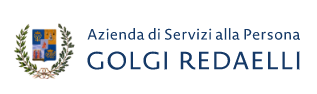 Azienda di Servizi alla Persona
GOLGI REDAELLI